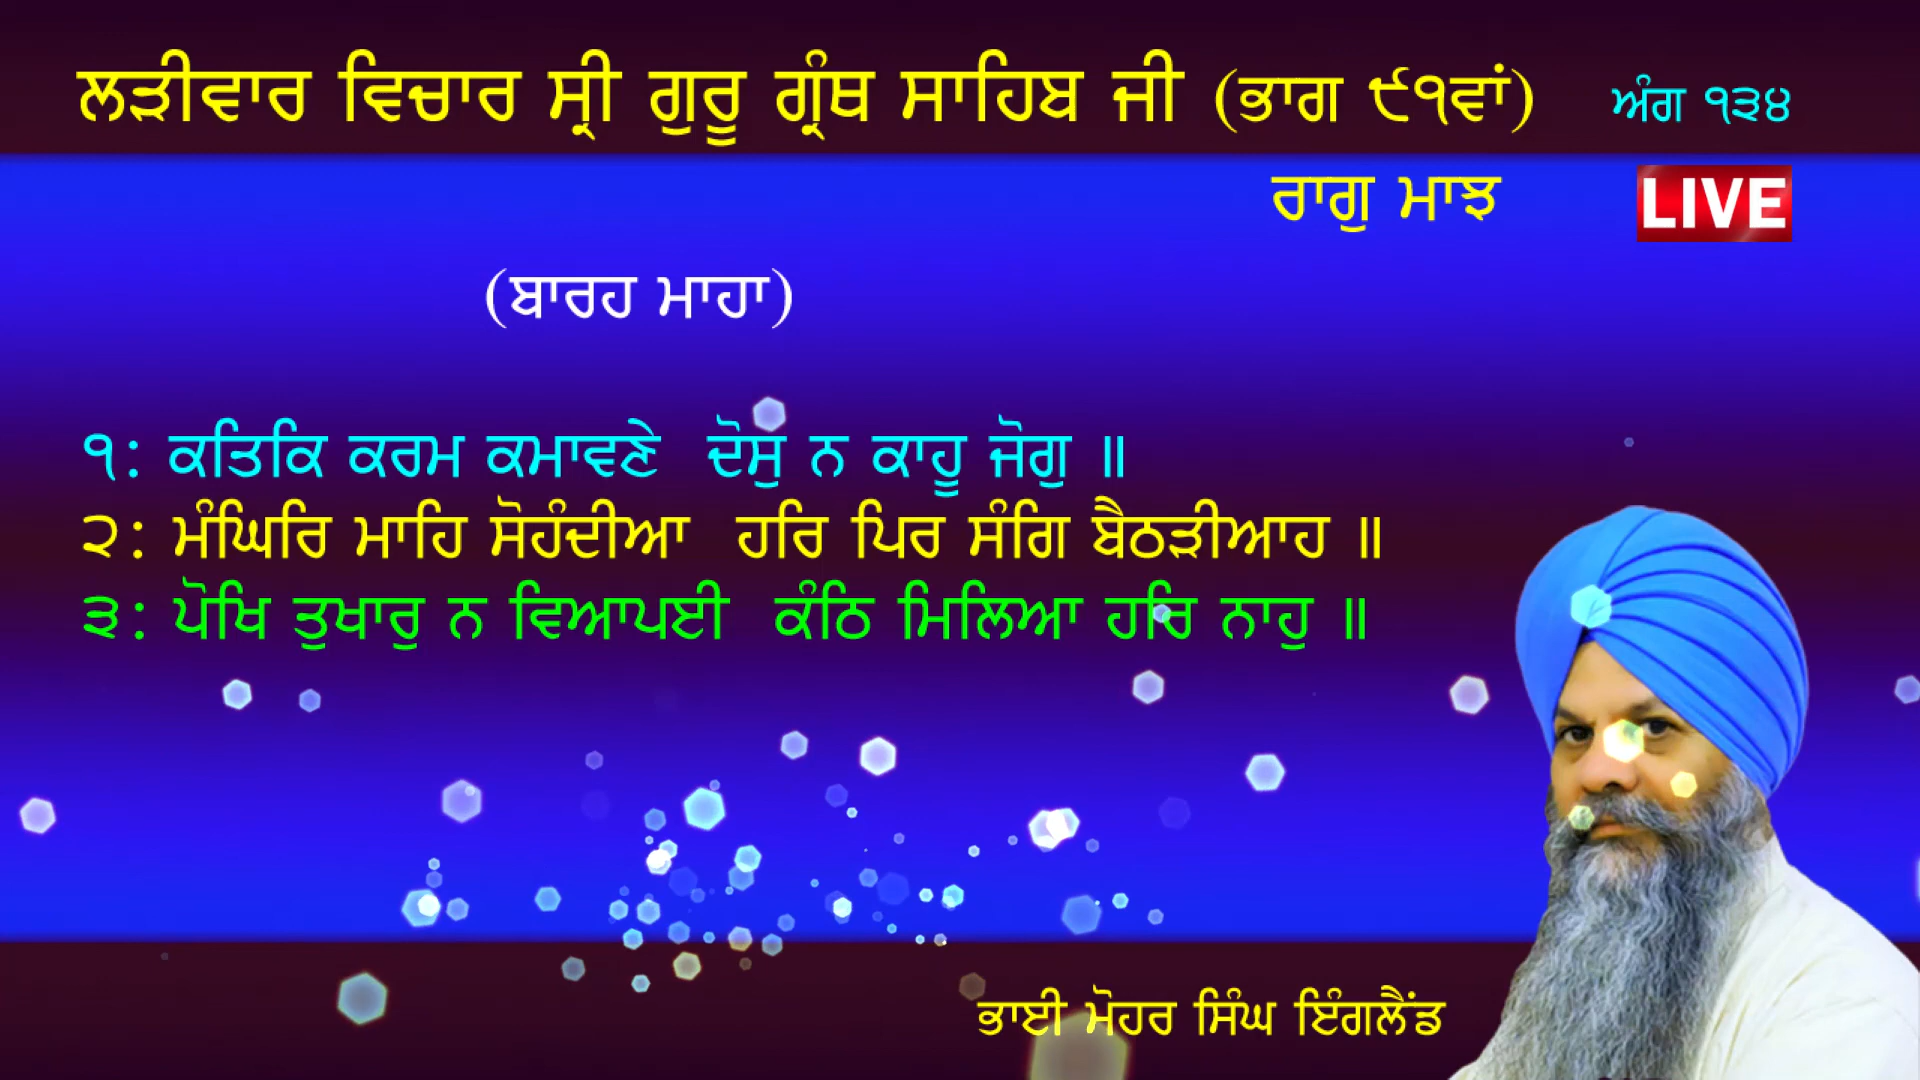 ਲੜੀਵਾਰ ਵਿਚਾਰ ਸ੍ਰੀ ਗੁਰੂ ਗ੍ਰੰਥ ਸਾਹਿਬ ਜੀ (ਭਾਗ ੯੧ਵਾਂ) ਅੰਗ ੧੩੪
ਰਾਗੁ ਮਾਝ LIVE
(ਬਾਰਹ ਮਾਹਾ)
੧: ਕਤਿਕਿ ਕਰਮ ਕਮਾਵਣੇ ਦੋਸੁ ਨ ਕਾਹੂ ਜੋਗੁ ॥
੨: ਮੰਘਿਰਿ ਮਾਹਿ ਸੋਹੰਦੀਆ ਹਰਿ ਪਿਰ ਸੰਗਿ ਬੈਠੜੀਆਹ ॥
੩: ਪੋਖਿ ਤੁਖਾਰੁ ਨ ਵਿਆਪਈ ਕੰਠਿ ਮਿਲਿਆ ਹਰਿ ਨਾਹੁ ॥
ਭਾਈ ਮੋਹਰ ਸਿੰਘ ਇੰਗਲੈਂਡ